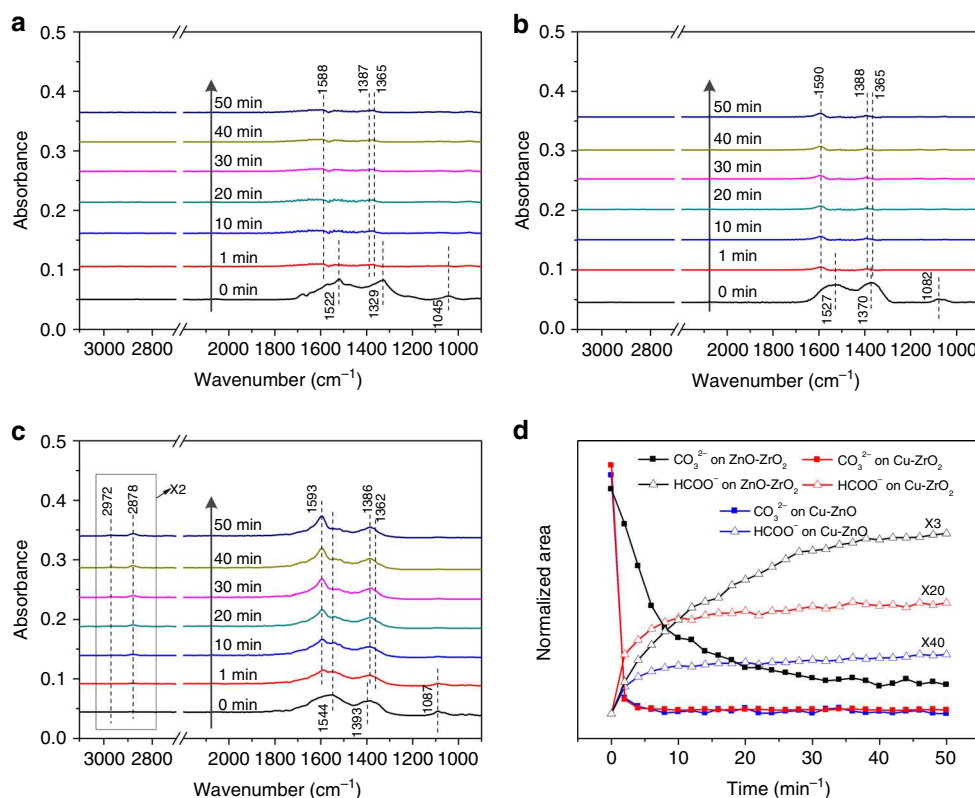 a
0.5
0.4
0.3
0.2
0.1
0.0
Absorbance
1588
1387
1365
50 min
40 min
30 min
20 min
10 min
1 min
0 min
1522
1329
1045
3000 2800 2000 1800 1600 1400 1200 1000
Wavenumber (cm⁻¹)
b
0.5
0.4
0.3
0.2
0.1
0.0
Absorbance
1590
1388
1365
50 min
40 min
30 min
20 min
10 min
1 min
0 min
1527
1370
1082
3000 2800 2000 1800 1600 1400 1200 1000
Wavenumber (cm⁻¹)
c
0.5
0.4
0.3
0.2
0.1
0.0
Absorbance
X2
2972
2878
1593
1386
1362
50 min
40 min
30 min
20 min
10 min
1 min
0 min
1544
1393
1087
3000 2800 2000 1800 1600 1400 1200 1000
Wavenumber (cm⁻¹)
d
Normalized area
CO₃²⁻ on ZnO-ZrO₂ CO₃²⁻ on Cu-ZrO₂
HCOO⁻ on ZnO-ZrO₂ HCOO⁻ on Cu-ZrO₂
CO₃²⁻ on Cu-ZnO
HCOO⁻ on Cu-ZnO
X3
X20
X40
0 10 20 30 40 50
Time (min⁻¹)